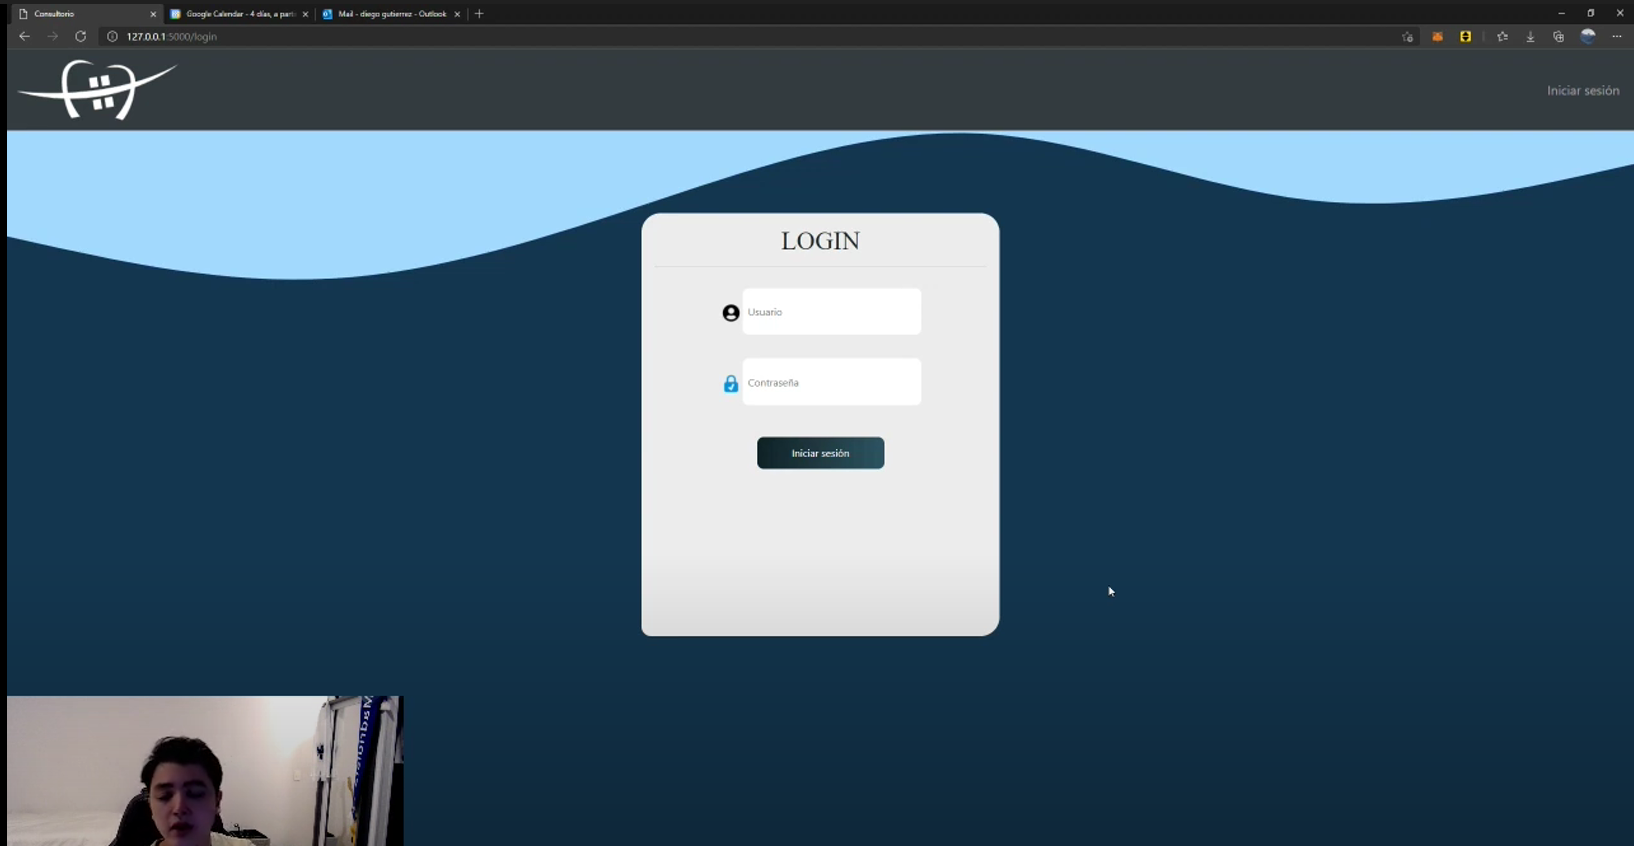 Consultorio
Google Calendar - 4 días, a parti
Mail - diego gutierrez - Outlook
127.0.0.1:5000/login
Iniciar sesión
LOGIN
Usuario
Contraseña
Iniciar sesión